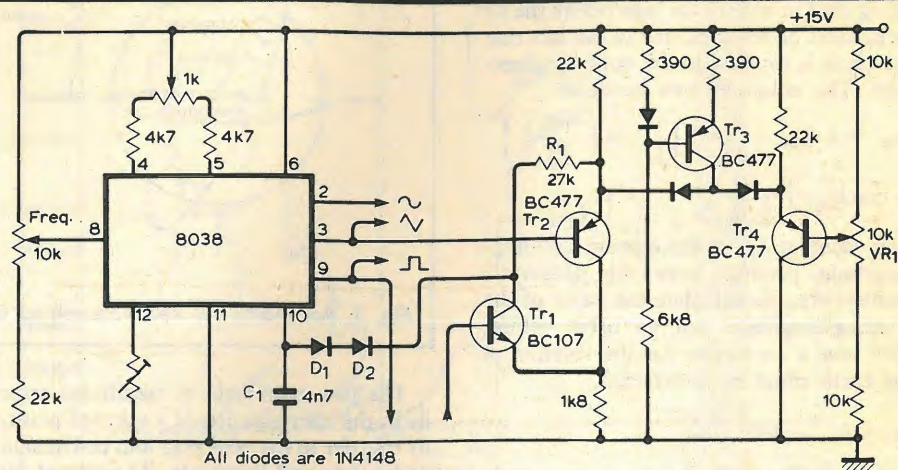 +15V
1k
22k
390
390
10k
4k7
4k7
Tr3
BC477
22k
4
5
6
R1
27k
2
BC477
Tr2
Freq.
10k
8
8038
3
Tr4
BC477
10k
VR1
9
12
11
10
Tr1
BC107
6k8
D1
D2
C1
4n7
22k
1k8
10k
All diodes are 1N4148